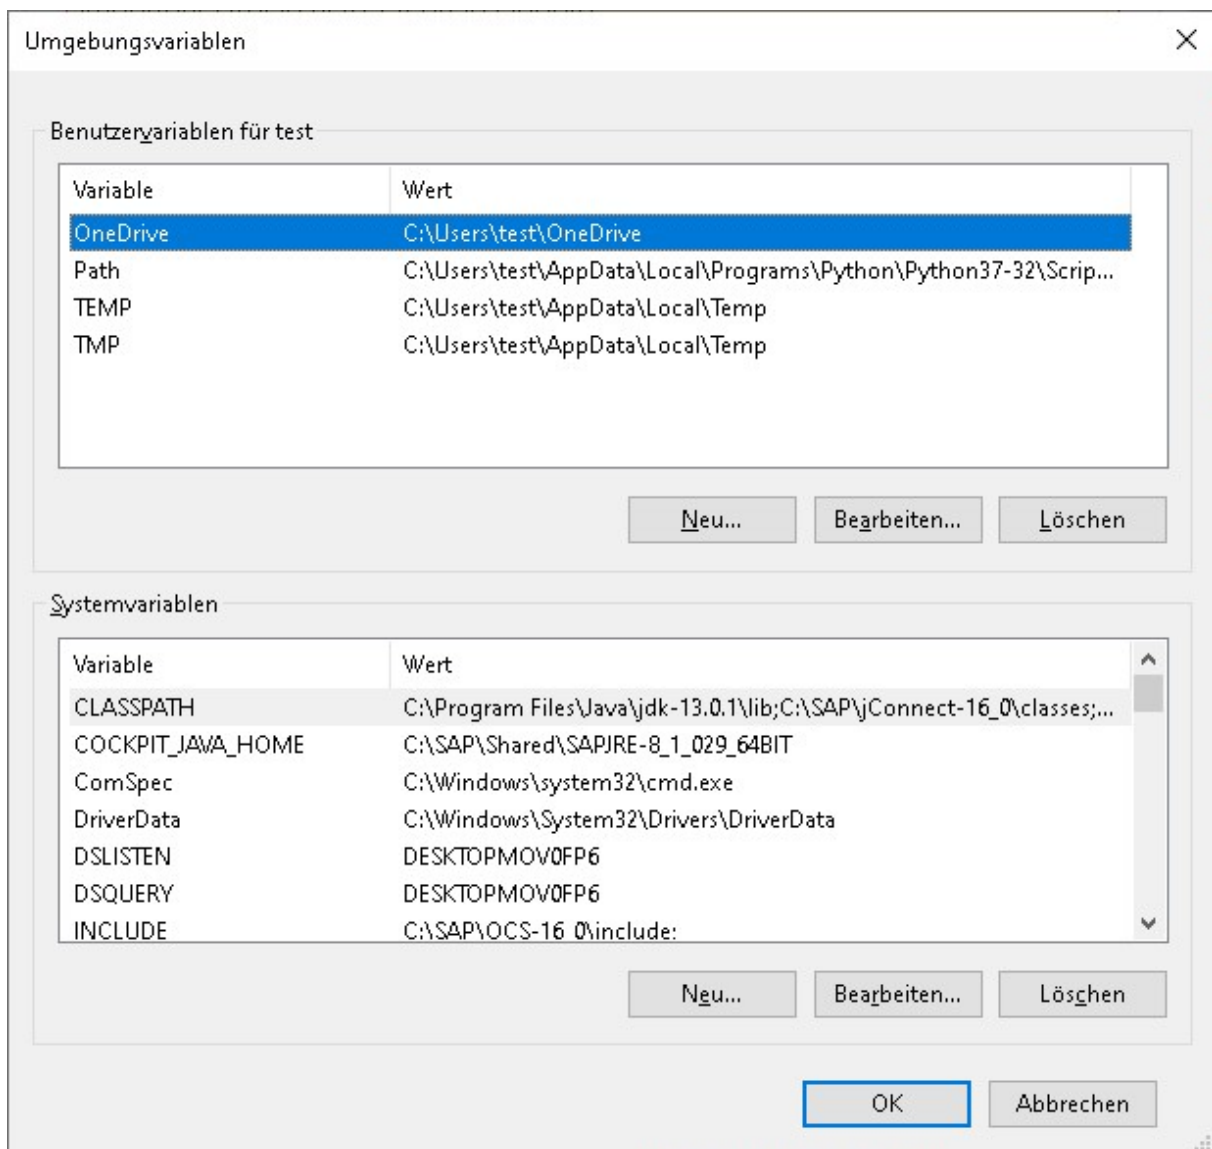 Umgebungsvariablen
Benutzervariablen für test
Variable Wert
OneDrive C:\Users\test\OneDrive
Path C:\Users\test\AppData\Local\Programs\Python\Python37-32\Scrip...
TEMP C:\Users\test\AppData\Local\Temp
TMP C:\Users\test\AppData\Local\Temp
Neu... Bearbeiten... Löschen
Systemvariablen
Variable Wert
CLASSPATH C:\Program Files\Java\jdk-13.0.1\lib;C:\SAP\jConnect-16_0\classes;...
COCKPIT_JAVA_HOME C:\SAP\Shared\SAPJRE-8_1_029_64BIT
ComSpec C:\Windows\system32\cmd.exe
DriverData C:\Windows\System32\Drivers\DriverData
DSLISTEN DESKTOPMOV0FP6
DSQUERY DESKTOPMOV0FP6
INCLUDE C:\SAP\OCS-16_0\include;
Neu... Bearbeiten... Löschen
OK Abbrechen